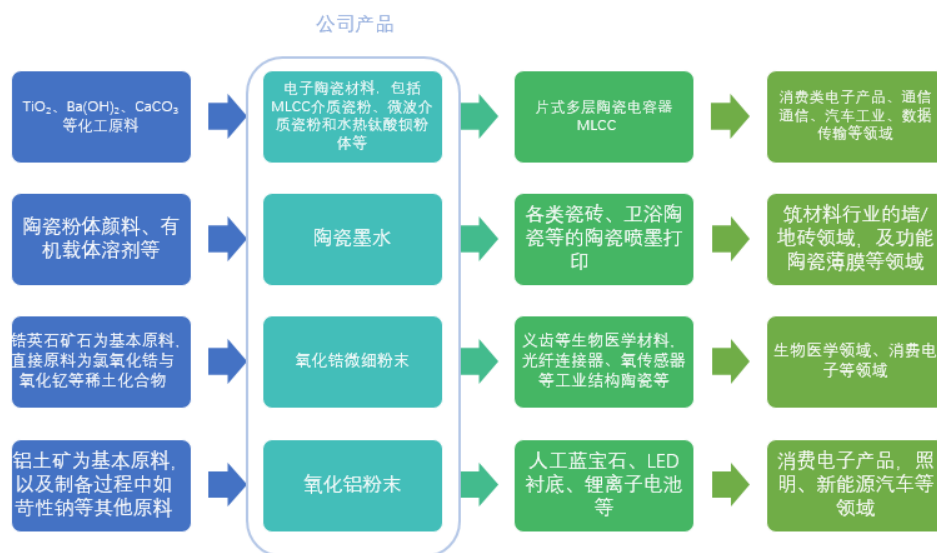 公司产品
TiO₂、Ba(OH)₂、CaCO₃
等化工原料
电子陶瓷材料，包括
MLCC介质瓷粉、微波介
质瓷粉和水热钛酸钡粉
体等
片式多层陶瓷电容器
MLCC
消费类电子产品、通信
通信、汽车工业、数据
传输等领域
陶瓷粉体颜料、有
机载体溶剂等
陶瓷墨水
各类瓷砖、卫浴陶
瓷等的陶瓷喷墨打
印
筑材料行业的墙/
地砖领域，及功能
陶瓷薄膜等领域
锆英石矿石为基本原料，
直接原料为氯氧化锆与
氧化钇等稀土化合物
氧化锆微细粉末
义齿等生物医学材料，
光纤连接器、氧传感器
等工业结构陶瓷等
生物医学领域、消费电
子等领域
铝土矿为基本原料，
以及制备过程中如
苛性钠等其他原料
氧化铝粉末
人工蓝宝石、LED
衬底、锂离子电池
等
消费电子产品，照
明、新能源汽车等
领域